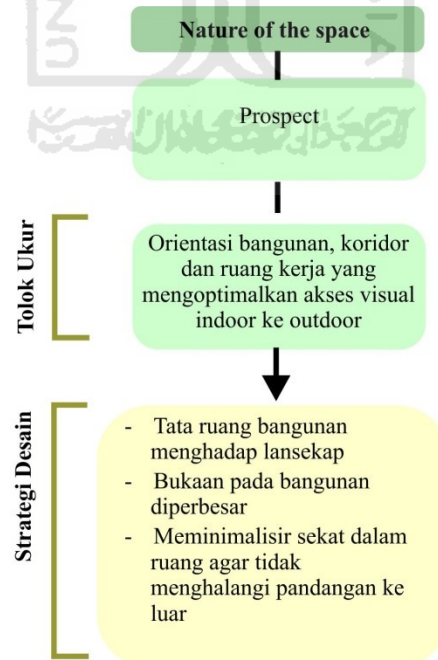 Nature of the space
Prospect
Tolok Ukur
Orientasi bangunan, koridor
dan ruang kerja yang
mengoptimalkan akses visual
indoor ke outdoor
Strategi Desain
- Tata ruang bangunan
menghadap lansekap
- Bukaan pada bangunan
diperbesar
- Meminimalisir sekat dalam
ruang agar tidak
menghalangi pandangan ke
luar